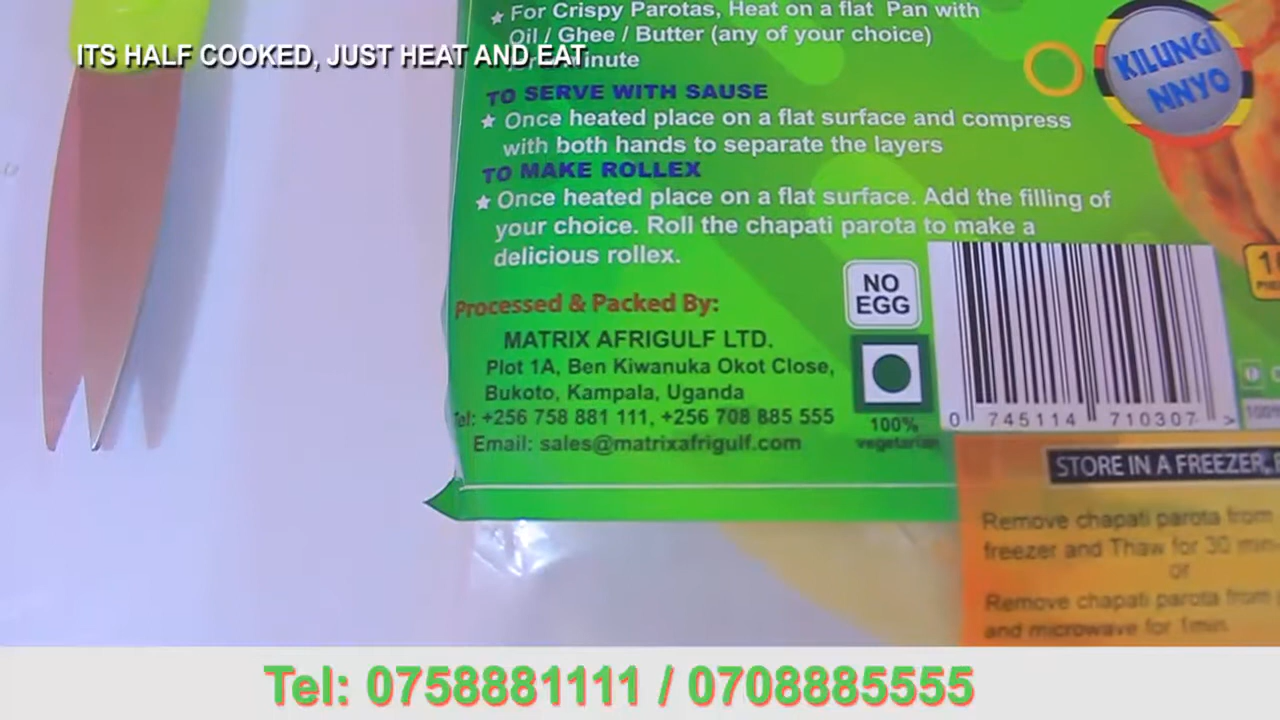 ★ For Crispy Parotas, Heat on a flat Pan with
Oil / Ghee / Butter (any of your choice)
ITS HALF COOKED, JUST HEAT AND EAT
TO SERVE WITH SAUSE
★ Once heated place on a flat surface and compress
with both hands to separate the layers
TO MAKE ROLLEX
★ Once heated place on a flat surface. Add the filling of
your choice. Roll the chapati parota to make a
delicious rollex.
KILUNGI
NNYO
NO
EGG
Processed & Packed By:
MATRIX AFRIGULF LTD.
Plot 1A, Ben Kiwanuka Okot Close,
Bukoto, Kampala, Uganda
Tel: +256 758 881 111, +256 708 885 555
Email: sales@matrixafrigulf.com
100%
vegetarian
0 745114 710307 >
STORE IN A FREEZER,
Remove chapati parota from
freezer and Thaw for 30 min
or
Remove chapati parota from
and microwave for 1min
Tel: 0758881111 / 0708885555